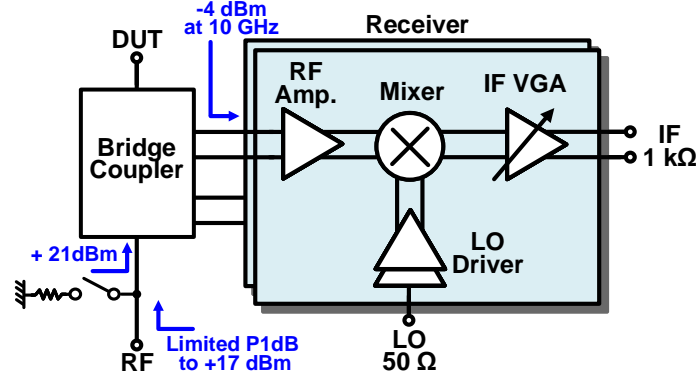 -4 dBm
at 10 GHz
Receiver
DUT
RF
Amp.
Mixer
IF VGA
Bridge
Coupler
IF
1 kΩ
+ 21dBm
LO
Driver
Limited P1dB
to +17 dBm
RF
LO
50 Ω